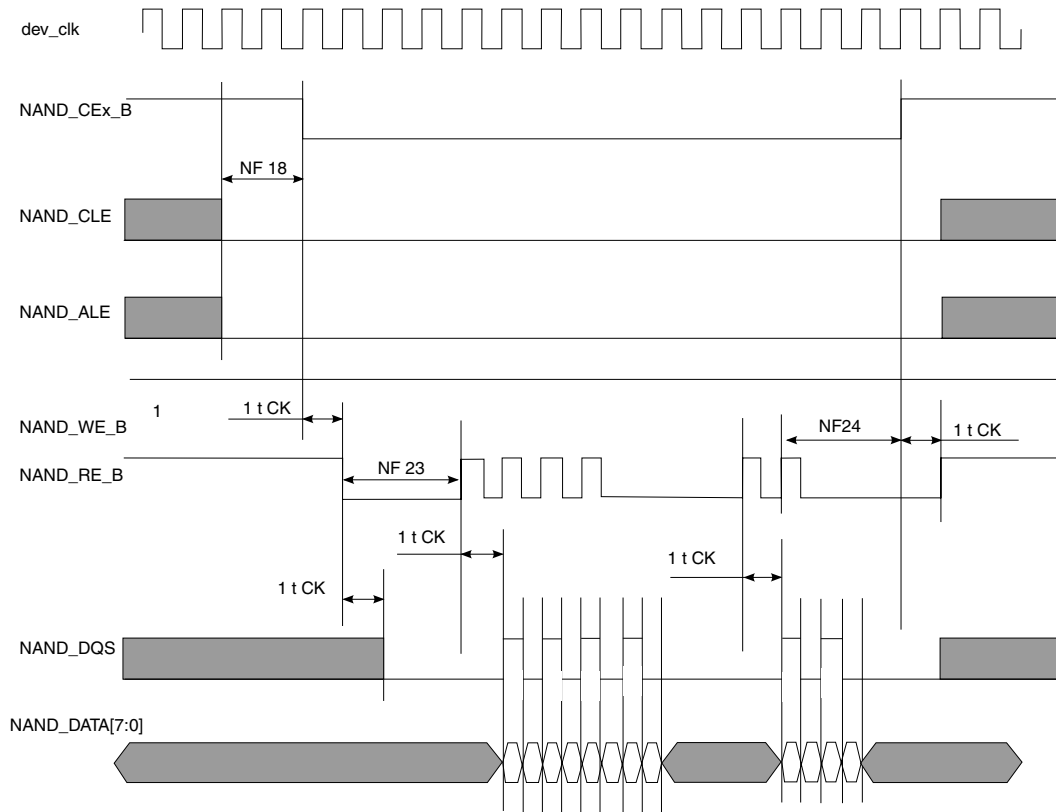 dev_clk
NAND_CEx_B
NF 18
NAND_CLE
NAND_ALE
1
1 t CK
NAND_WE_B
NF24
1 t CK
NF 23
NAND_RE_B
1 t CK
1 t CK
1 t CK
NAND_DQS
NAND_DATA[7:0]